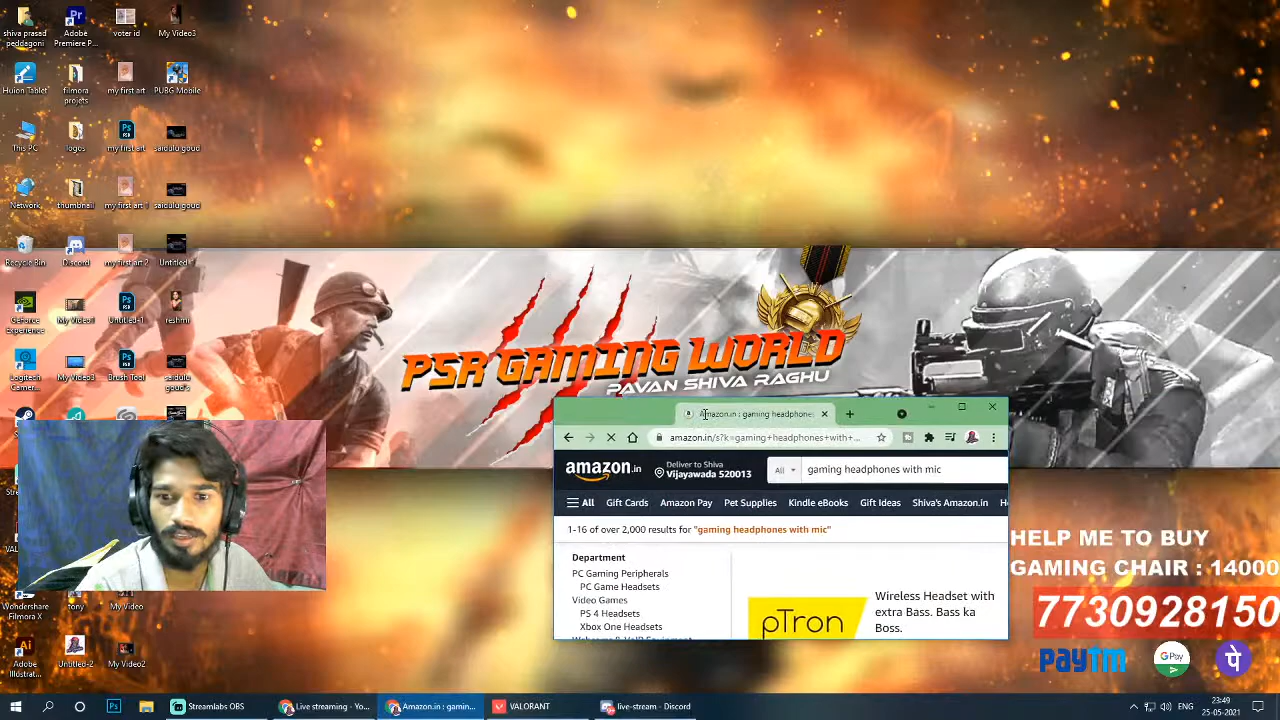 shiva prasad
peddagoni
Adobe
Premiere P...
voter id
My Video3
Huion Tablet
filmora
projets
my first art
PUBG Mobile
This PC
logos
my first art
saidulu goud
Network
thumbnail
my first art 1
saidulu goud
Recycle Bin
Discord
my first art 2
Untitled-1
GeForce
Experience
My Video1
Untitled-1
reshmi
Logitech
Gamer...
My Video3
Brush Tool
saidulu
goud's
PSR GAMING WORLD
PAVAN SHIVA RAGHU
Amazon.in : gaming headphones
amazon.in/s?k=gaming+headphones+with+...
amazon.in
Deliver to Shiva
Vijayawada 520013
All
gaming headphones with mic
All Gift Cards Amazon Pay Pet Supplies Kindle eBooks Gift Ideas Shiva's Amazon.in
1-16 of over 2,000 results for "gaming headphones with mic"
Department
PC Gaming Peripherals
PC Game Headsets
Video Games
PS 4 Headsets
Xbox One Headsets
pTron
Wireless Headset with
extra Bass. Bass ka
Boss.
HELP ME TO BUY
GAMING CHAIR : 14000
7730928150
Paytm
G Pay
पे
Wondershare
Filmora X
tony
My Video
Adobe
Illustrat...
Untitled-2
My Video2
Streamlabs OBS
Live streaming - Yo...
Amazon.in : gamin...
VALORANT
live-stream - Discord
ENG
23:49
25-05-2021